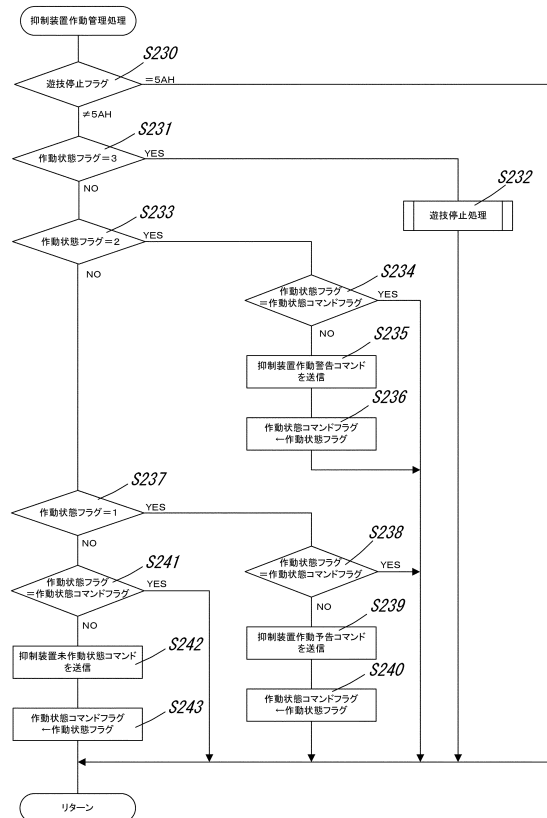 抑制装置作動管理処理
S230
遊技停止フラグ
＝5AH
≠5AH
S231
作動状態フラグ＝3
YES
NO
S232
遊技停止処理
S233
作動状態フラグ＝2
YES
NO
S234
作動状態フラグ
＝作動状態コマンドフラグ
YES
NO
S235
抑制装置作動警告コマンド
を送信
S236
作動状態コマンドフラグ
←作動状態フラグ
S237
作動状態フラグ＝1
YES
NO
S238
作動状態フラグ
＝作動状態コマンドフラグ
YES
NO
S239
抑制装置作動予告コマンド
を送信
S240
作動状態コマンドフラグ
←作動状態フラグ
S241
作動状態フラグ
＝作動状態コマンドフラグ
YES
NO
S242
抑制装置未作動状態コマンド
を送信
S243
作動状態コマンドフラグ
←作動状態フラグ
リターン